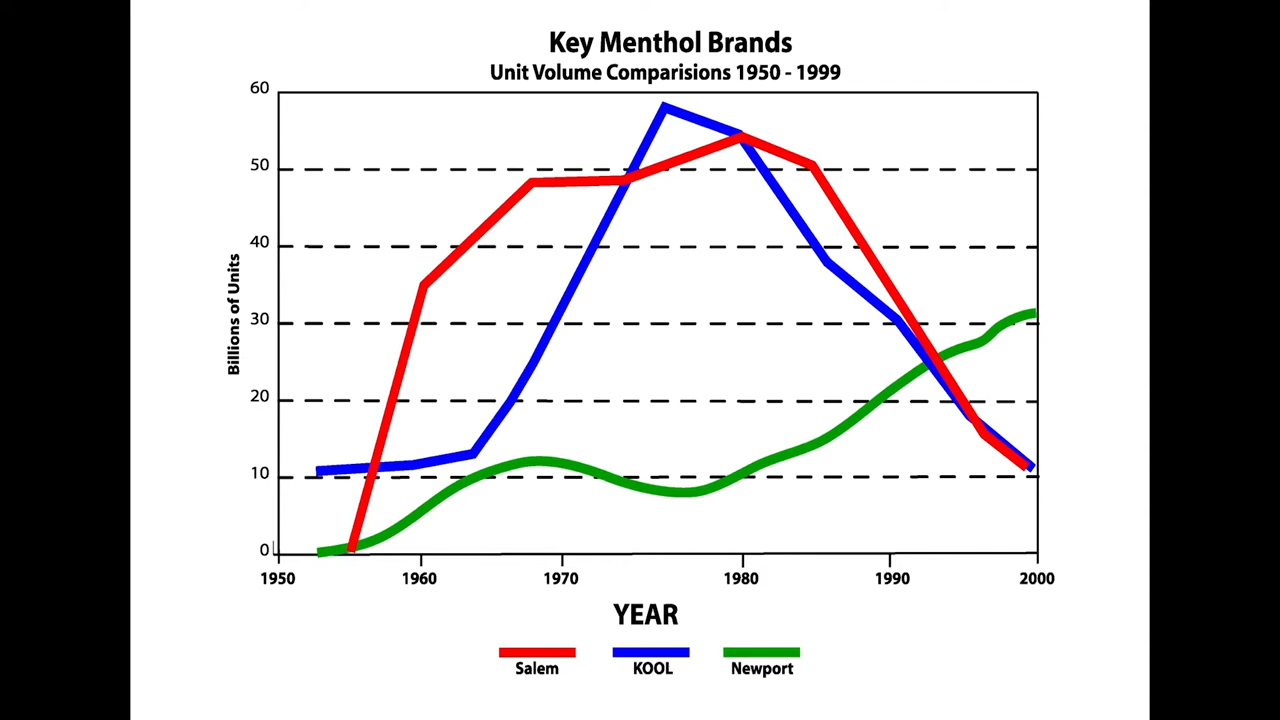 Key Menthol Brands
Unit Volume Comparisions 1950 - 1999
60
50
40
30
20
10
0
Billions of Units
1950 1960 1970 1980 1990 2000
YEAR
Salem KOOL Newport